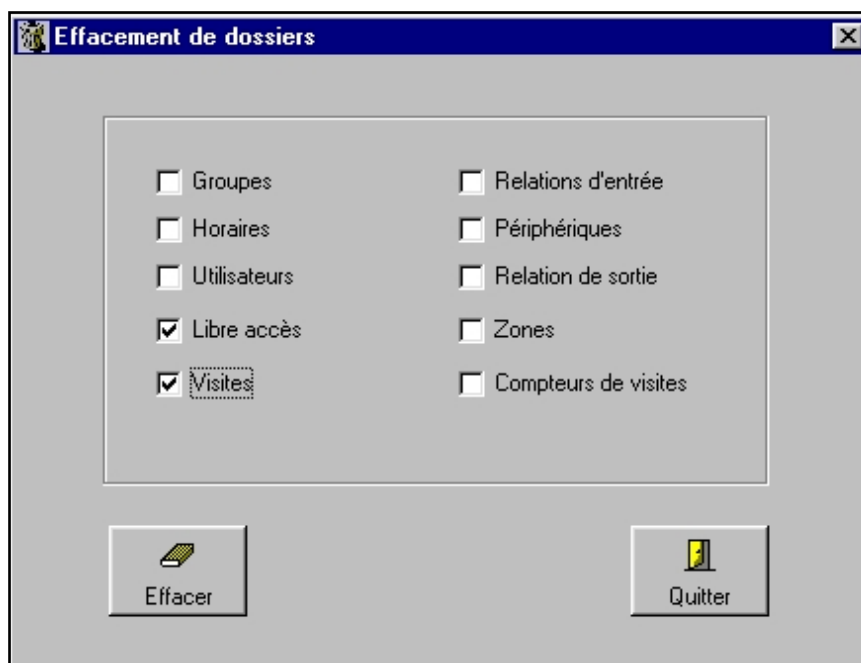 Effacement de dossiers
Groupes
Relations d'entrée
Horaires
Périphériques
Utilisateurs
Relation de sortie
Libre accès
Zones
Visites
Compteurs de visites
Effacer
Quitter